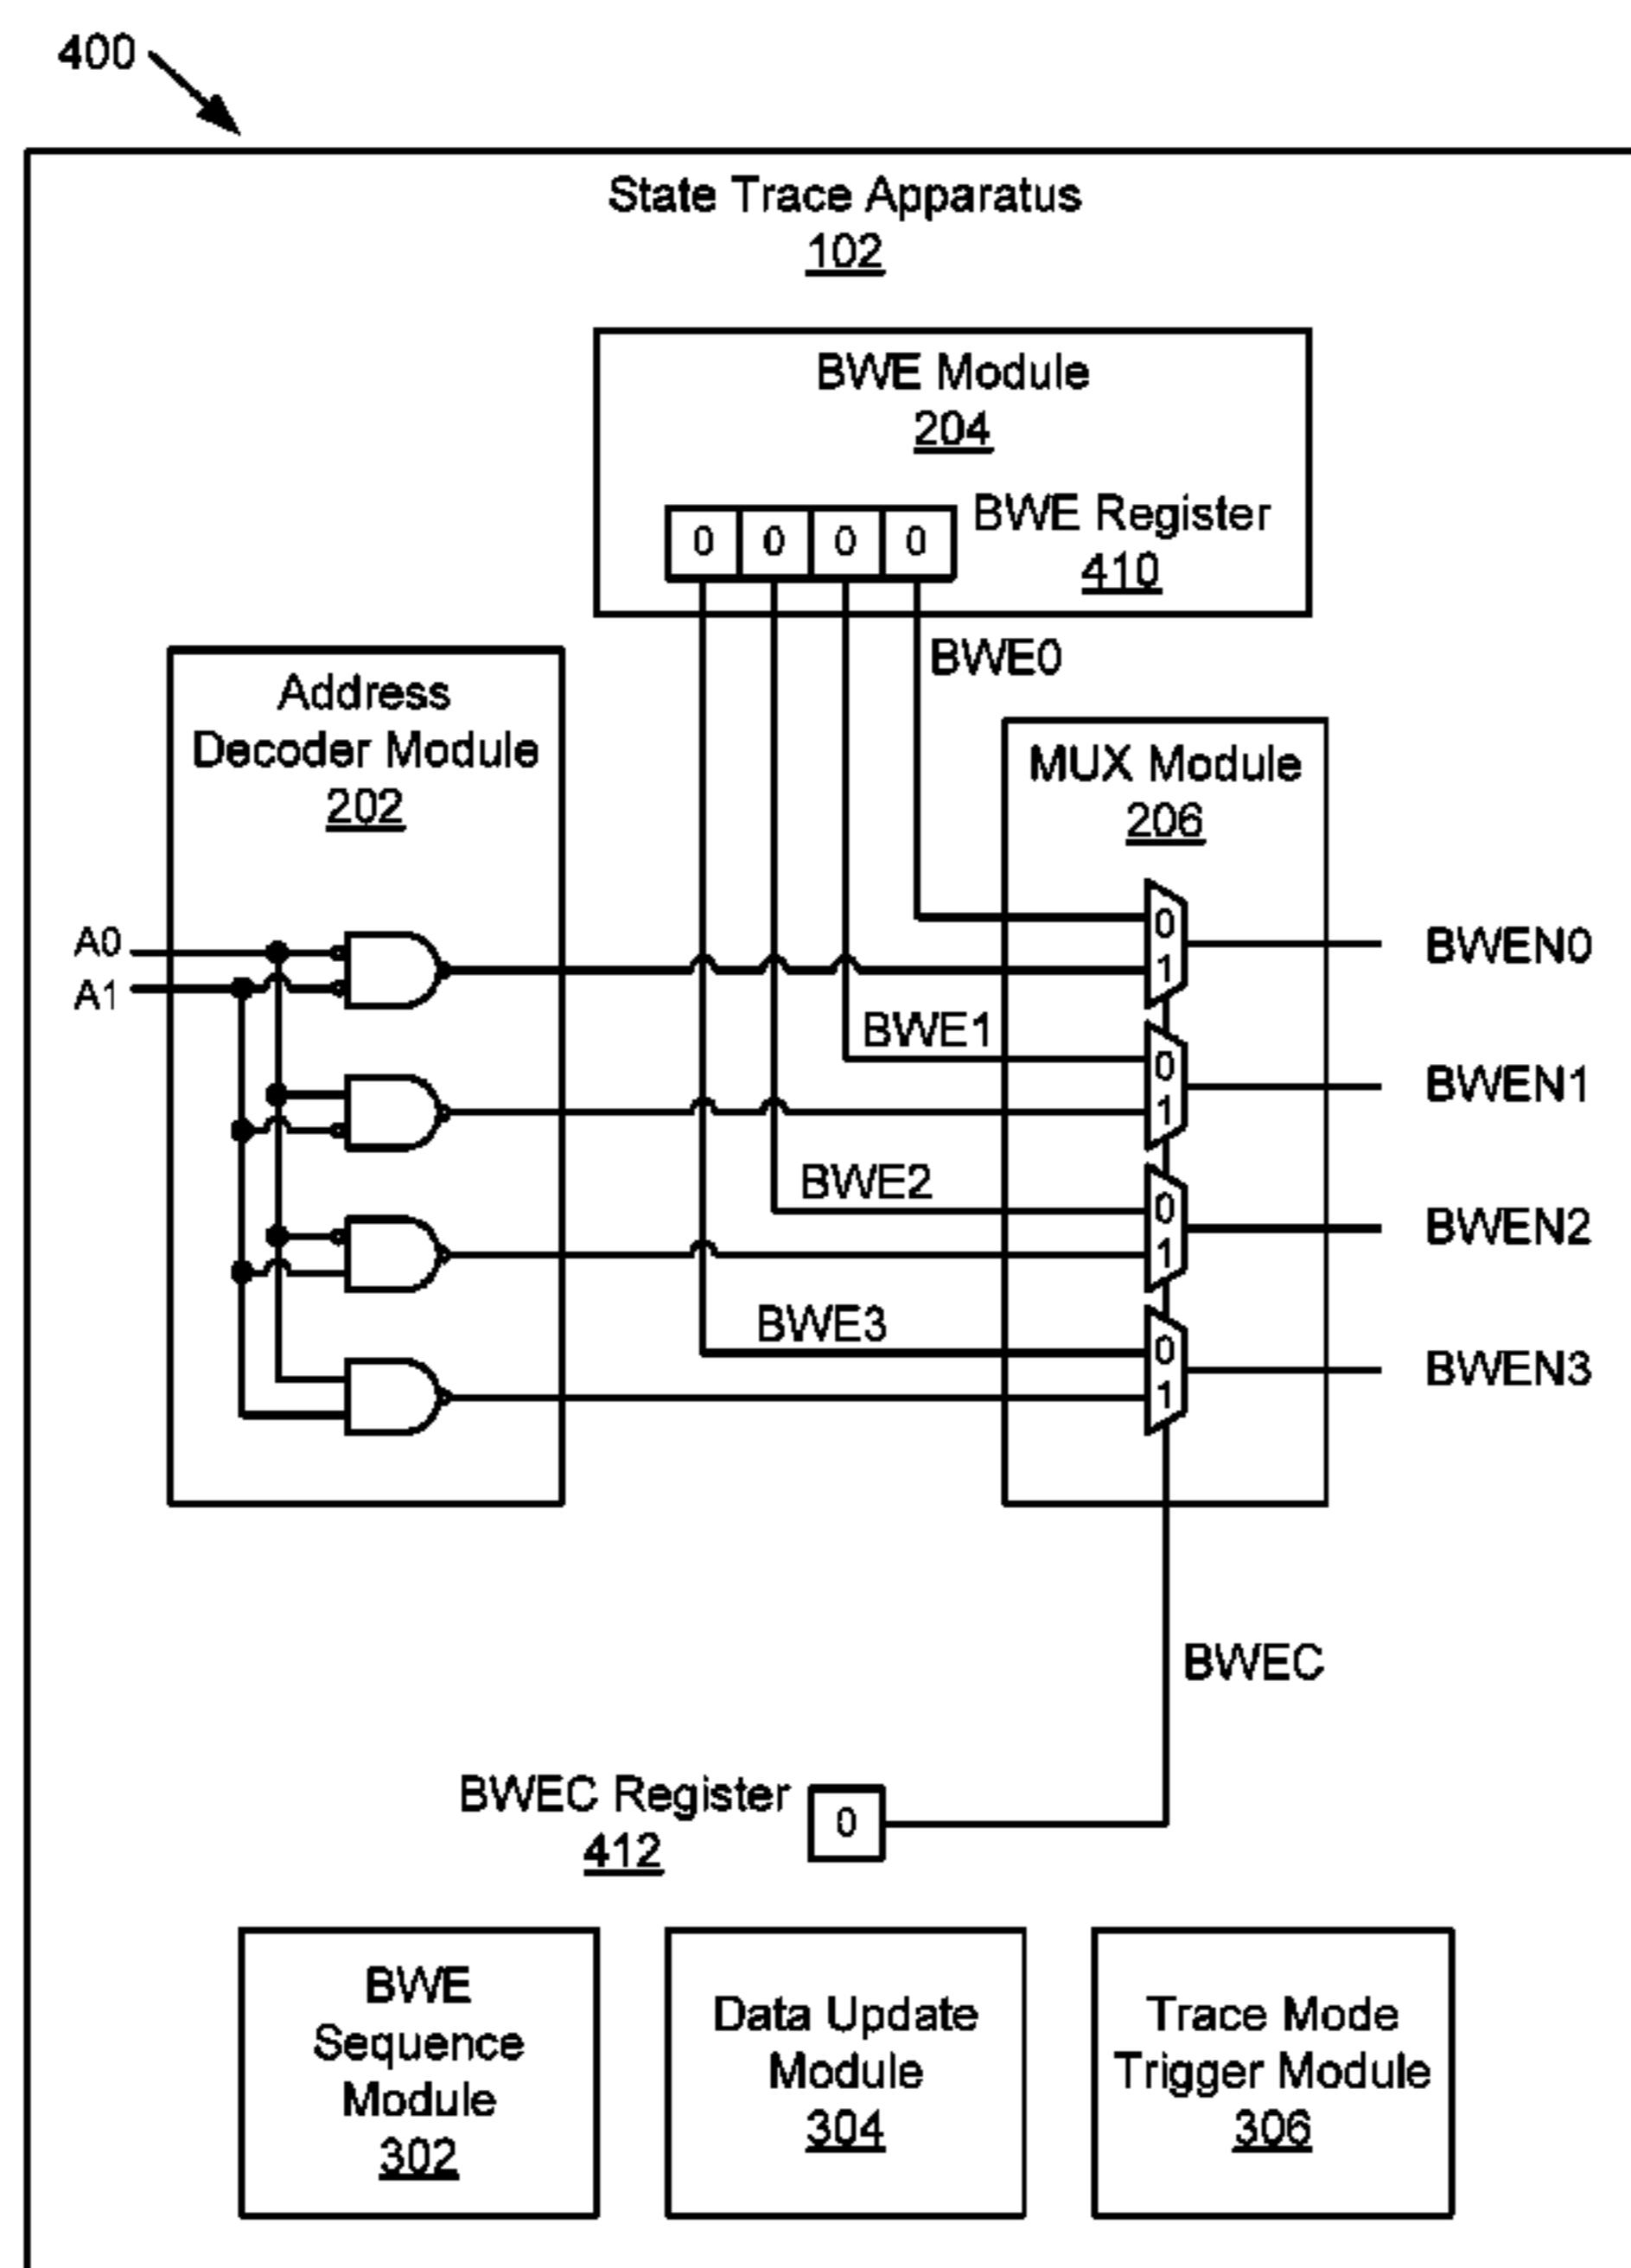 400
State Trace Apparatus
102
BWE Module
204
0 0 0 0
BWE Register
410
BWE0
Address
Decoder Module
202
MUX Module
206
A0
A1
0
1
BWEN0
BWE1
0
1
BWEN1
BWE2
0
1
BWEN2
BWE3
0
1
BWEN3
BWEC
BWEC Register
412
0
BWE
Sequence
Module
302
Data Update
Module
304
Trace Mode
Trigger Module
306